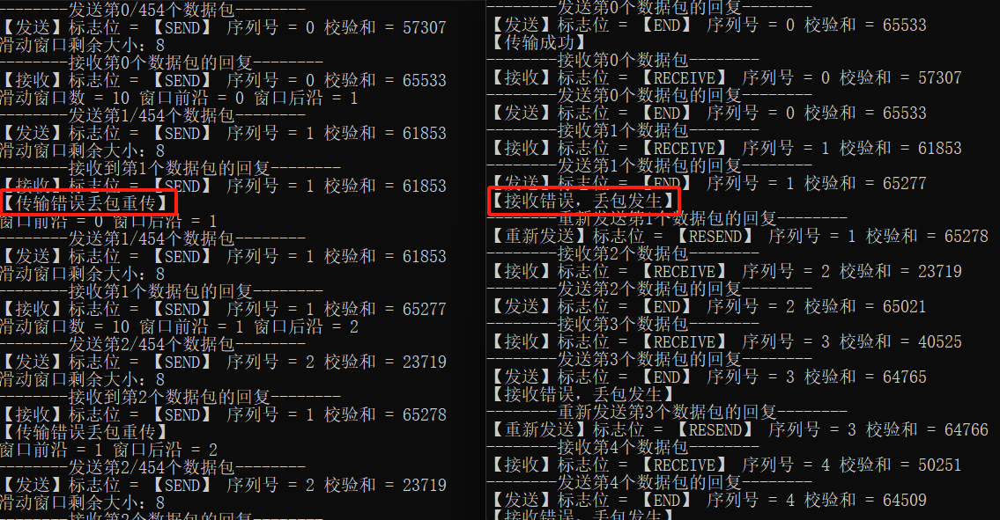 --------发送第0/454个数据包--------
【发送】标志位 = 【SEND】 序列号 = 0 校验和 = 57307
滑动窗口剩余大小: 8
--------接收第0个数据包的回复--------
【接收】标志位 = 【SEND】 序列号 = 0 校验和 = 65533
滑动窗口数 = 10 窗口前沿 = 0 窗口后沿 = 1
--------发送第1/454个数据包--------
【发送】标志位 = 【SEND】 序列号 = 1 校验和 = 61853
滑动窗口剩余大小: 8
--------接收到第1个数据包的回复--------
【接收】标志位 = 【SEND】 序列号 = 1 校验和 = 61853
【传输错误丢包重传】
窗口前沿 = 0 窗口后沿 = 1
--------发送第1/454个数据包--------
【发送】标志位 = 【SEND】 序列号 = 1 校验和 = 61853
滑动窗口剩余大小: 8
--------接收第1个数据包的回复--------
【接收】标志位 = 【SEND】 序列号 = 1 校验和 = 65277
滑动窗口数 = 10 窗口前沿 = 1 窗口后沿 = 2
--------发送第2/454个数据包--------
【发送】标志位 = 【SEND】 序列号 = 2 校验和 = 23719
滑动窗口剩余大小: 8
--------接收到第2个数据包的回复--------
【接收】标志位 = 【SEND】 序列号 = 1 校验和 = 65278
【传输错误丢包重传】
窗口前沿 = 1 窗口后沿 = 2
--------发送第2/454个数据包--------
【发送】标志位 = 【SEND】 序列号 = 2 校验和 = 23719
滑动窗口剩余大小: 8
--------接收第2个数据包的回复--------
--------发送第0个数据包的回复--------
【发送】标志位 = 【END】 序列号 = 0 校验和 = 65533
【传输成功】
--------接收第0个数据包--------
【接收】标志位 = 【RECEIVE】 序列号 = 0 校验和 = 57307
--------发送第0个数据包的回复--------
【发送】标志位 = 【END】 序列号 = 0 校验和 = 65533
--------接收第1个数据包--------
【接收】标志位 = 【RECEIVE】 序列号 = 1 校验和 = 61853
--------发送第1个数据包的回复--------
【发送】标志位 = 【END】 序列号 = 1 校验和 = 65277
【接收错误，丢包发生】
--------重新发送第1个数据包的回复--------
【重新发送】标志位 = 【RESEND】 序列号 = 1 校验和 = 65278
--------接收第2个数据包--------
【接收】标志位 = 【RECEIVE】 序列号 = 2 校验和 = 23719
--------发送第2个数据包的回复--------
【发送】标志位 = 【END】 序列号 = 2 校验和 = 65021
--------接收第3个数据包--------
【接收】标志位 = 【RECEIVE】 序列号 = 3 校验和 = 40525
--------发送第3个数据包的回复--------
【发送】标志位 = 【END】 序列号 = 3 校验和 = 64765
【接收错误，丢包发生】
--------重新发送第3个数据包的回复--------
【重新发送】标志位 = 【RESEND】 序列号 = 3 校验和 = 64766
--------接收第4个数据包--------
【接收】标志位 = 【RECEIVE】 序列号 = 4 校验和 = 50251
--------发送第4个数据包的回复--------
【发送】标志位 = 【END】 序列号 = 4 校验和 = 64509
【接收错误，丢包发生】